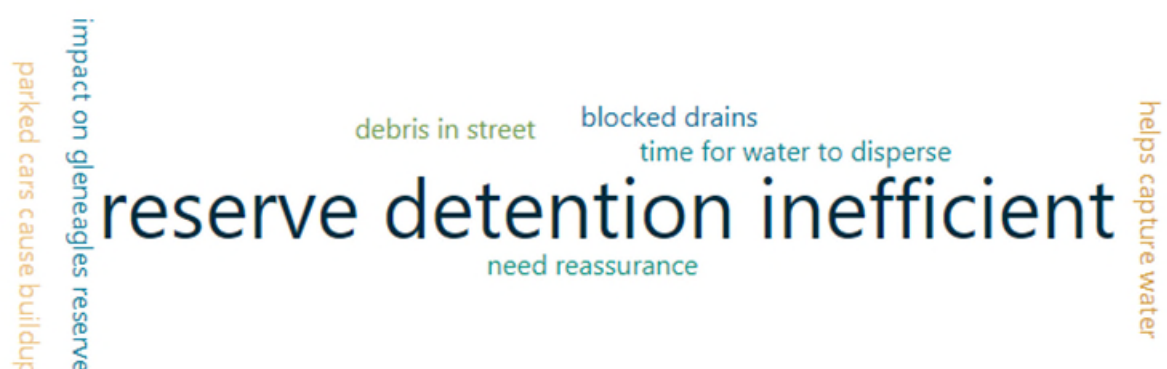 parked cars cause buildup
impact on gleneagles reserve
debris in street
blocked drains
time for water to disperse
reserve detention inefficient
need reassurance
helps capture water